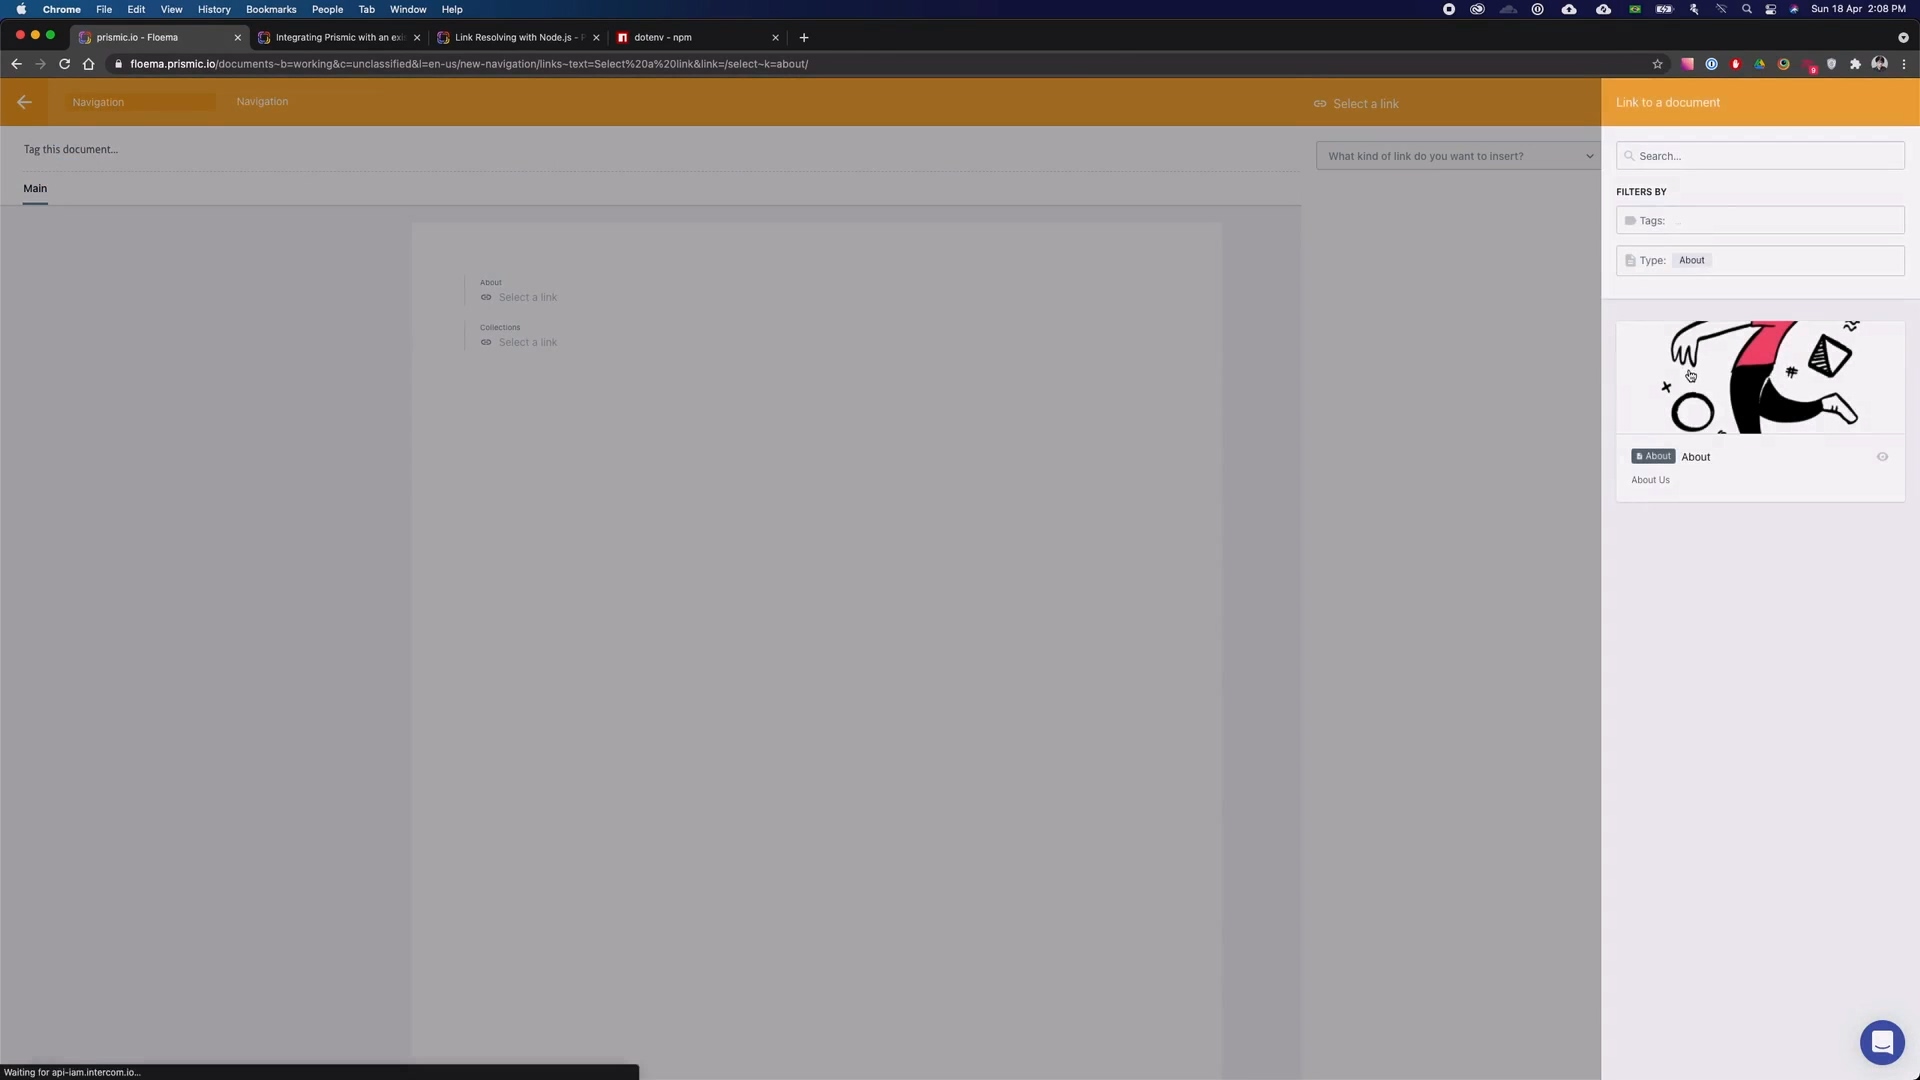 Chrome File Edit View History Bookmarks People Tab Window Help
Sun 18 Apr 2:08 PM
prismic.io - Floema
Integrating Prismic with an exi
Link Resolving with Node.js - P
dotenv - npm
floema.prismic.io/documents~b=working&c=unclassified&l=en-us/new-navigation/links~text=Select%20a%20link&link=/select~k=about/
9
Navigation
Navigation
Select a link
Link to a document
Tag this document...
What kind of link do you want to insert?
Search...
Main
FILTERS BY
Tags:
Type: About
About
Select a link
Collections
Select a link
About About
About Us
Waiting for api-iam.intercom.io...